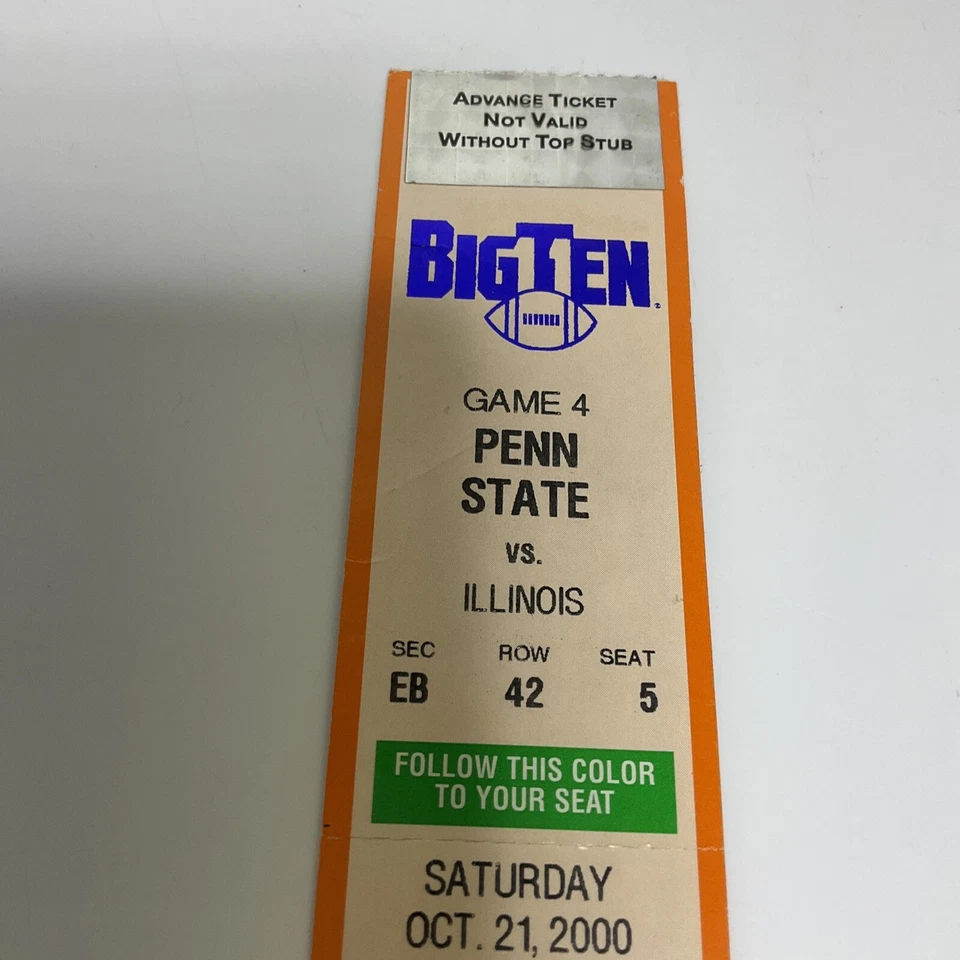 ADVANCE TICKET
NOT VALID
WITHOUT TOP STUB
BIG TEN
GAME 4
PENN
STATE
VS.
ILLINOIS
SEC ROW SEAT
EB 42 5
FOLLOW THIS COLOR
TO YOUR SEAT
SATURDAY
OCT. 21, 2000